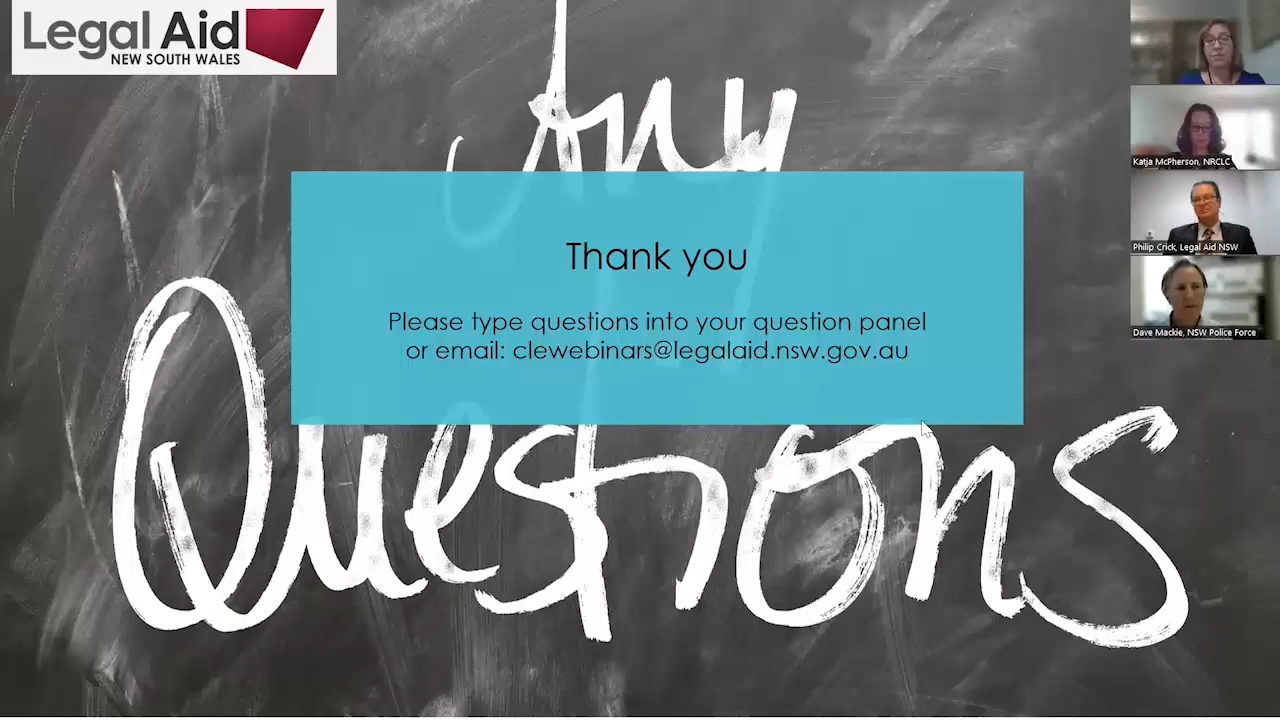 Legal Aid
NEW SOUTH WALES
Any
Thank you
Please type questions into your question panel
or email: clewebinars@legalaid.nsw.gov.au
Questions
Katja McPherson, NRCLC
Philip Crick, Legal Aid NSW
Dave Mackie, NSW Police Force